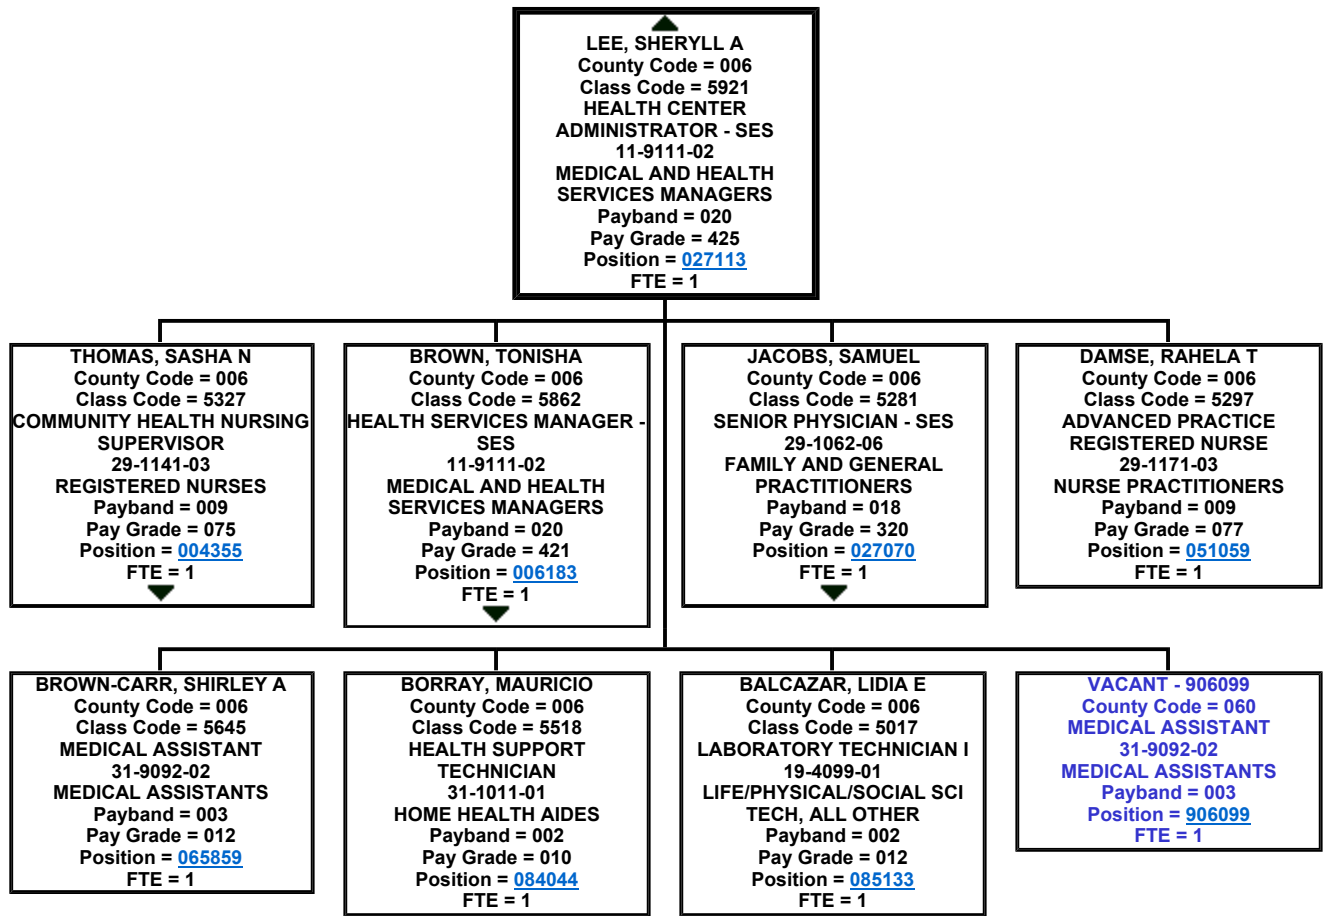 LEE, SHERYLL A
County Code = 006
Class Code = 5921
HEALTH CENTER
ADMINISTRATOR - SES
11-9111-02
MEDICAL AND HEALTH
SERVICES MANAGERS
Payband = 020
Pay Grade = 425
Position = 027113
FTE = 1
THOMAS, SASHA N
County Code = 006
Class Code = 5327
COMMUNITY HEALTH NURSING
SUPERVISOR
29-1141-03
REGISTERED NURSES
Payband = 009
Pay Grade = 075
Position = 004355
FTE = 1
BROWN, TONISHA
County Code = 006
Class Code = 5862
HEALTH SERVICES MANAGER -
SES
11-9111-02
MEDICAL AND HEALTH
SERVICES MANAGERS
Payband = 020
Pay Grade = 421
Position = 006183
FTE = 1
JACOBS, SAMUEL
County Code = 006
Class Code = 5281
SENIOR PHYSICIAN - SES
29-1062-06
FAMILY AND GENERAL
PRACTITIONERS
Payband = 018
Pay Grade = 320
Position = 027070
FTE = 1
DAMSE, RAHELA T
County Code = 006
Class Code = 5297
ADVANCED PRACTICE
REGISTERED NURSE
29-1171-03
NURSE PRACTITIONERS
Payband = 009
Pay Grade = 077
Position = 051059
FTE = 1
BROWN-CARR, SHIRLEY A
County Code = 006
Class Code = 5645
MEDICAL ASSISTANT
31-9092-02
MEDICAL ASSISTANTS
Payband = 003
Pay Grade = 012
Position = 065859
FTE = 1
BORRAY, MAURICIO
County Code = 006
Class Code = 5518
HEALTH SUPPORT
TECHNICIAN
31-1011-01
HOME HEALTH AIDES
Payband = 002
Pay Grade = 010
Position = 084044
FTE = 1
BALCAZAR, LIDIA E
County Code = 006
Class Code = 5017
LABORATORY TECHNICIAN I
19-4099-01
LIFE/PHYSICAL/SOCIAL SCI
TECH, ALL OTHER
Payband = 002
Pay Grade = 012
Position = 085133
FTE = 1
VACANT - 906099
County Code = 060
MEDICAL ASSISTANT
31-9092-02
MEDICAL ASSISTANTS
Payband = 003
Position = 906099
FTE = 1